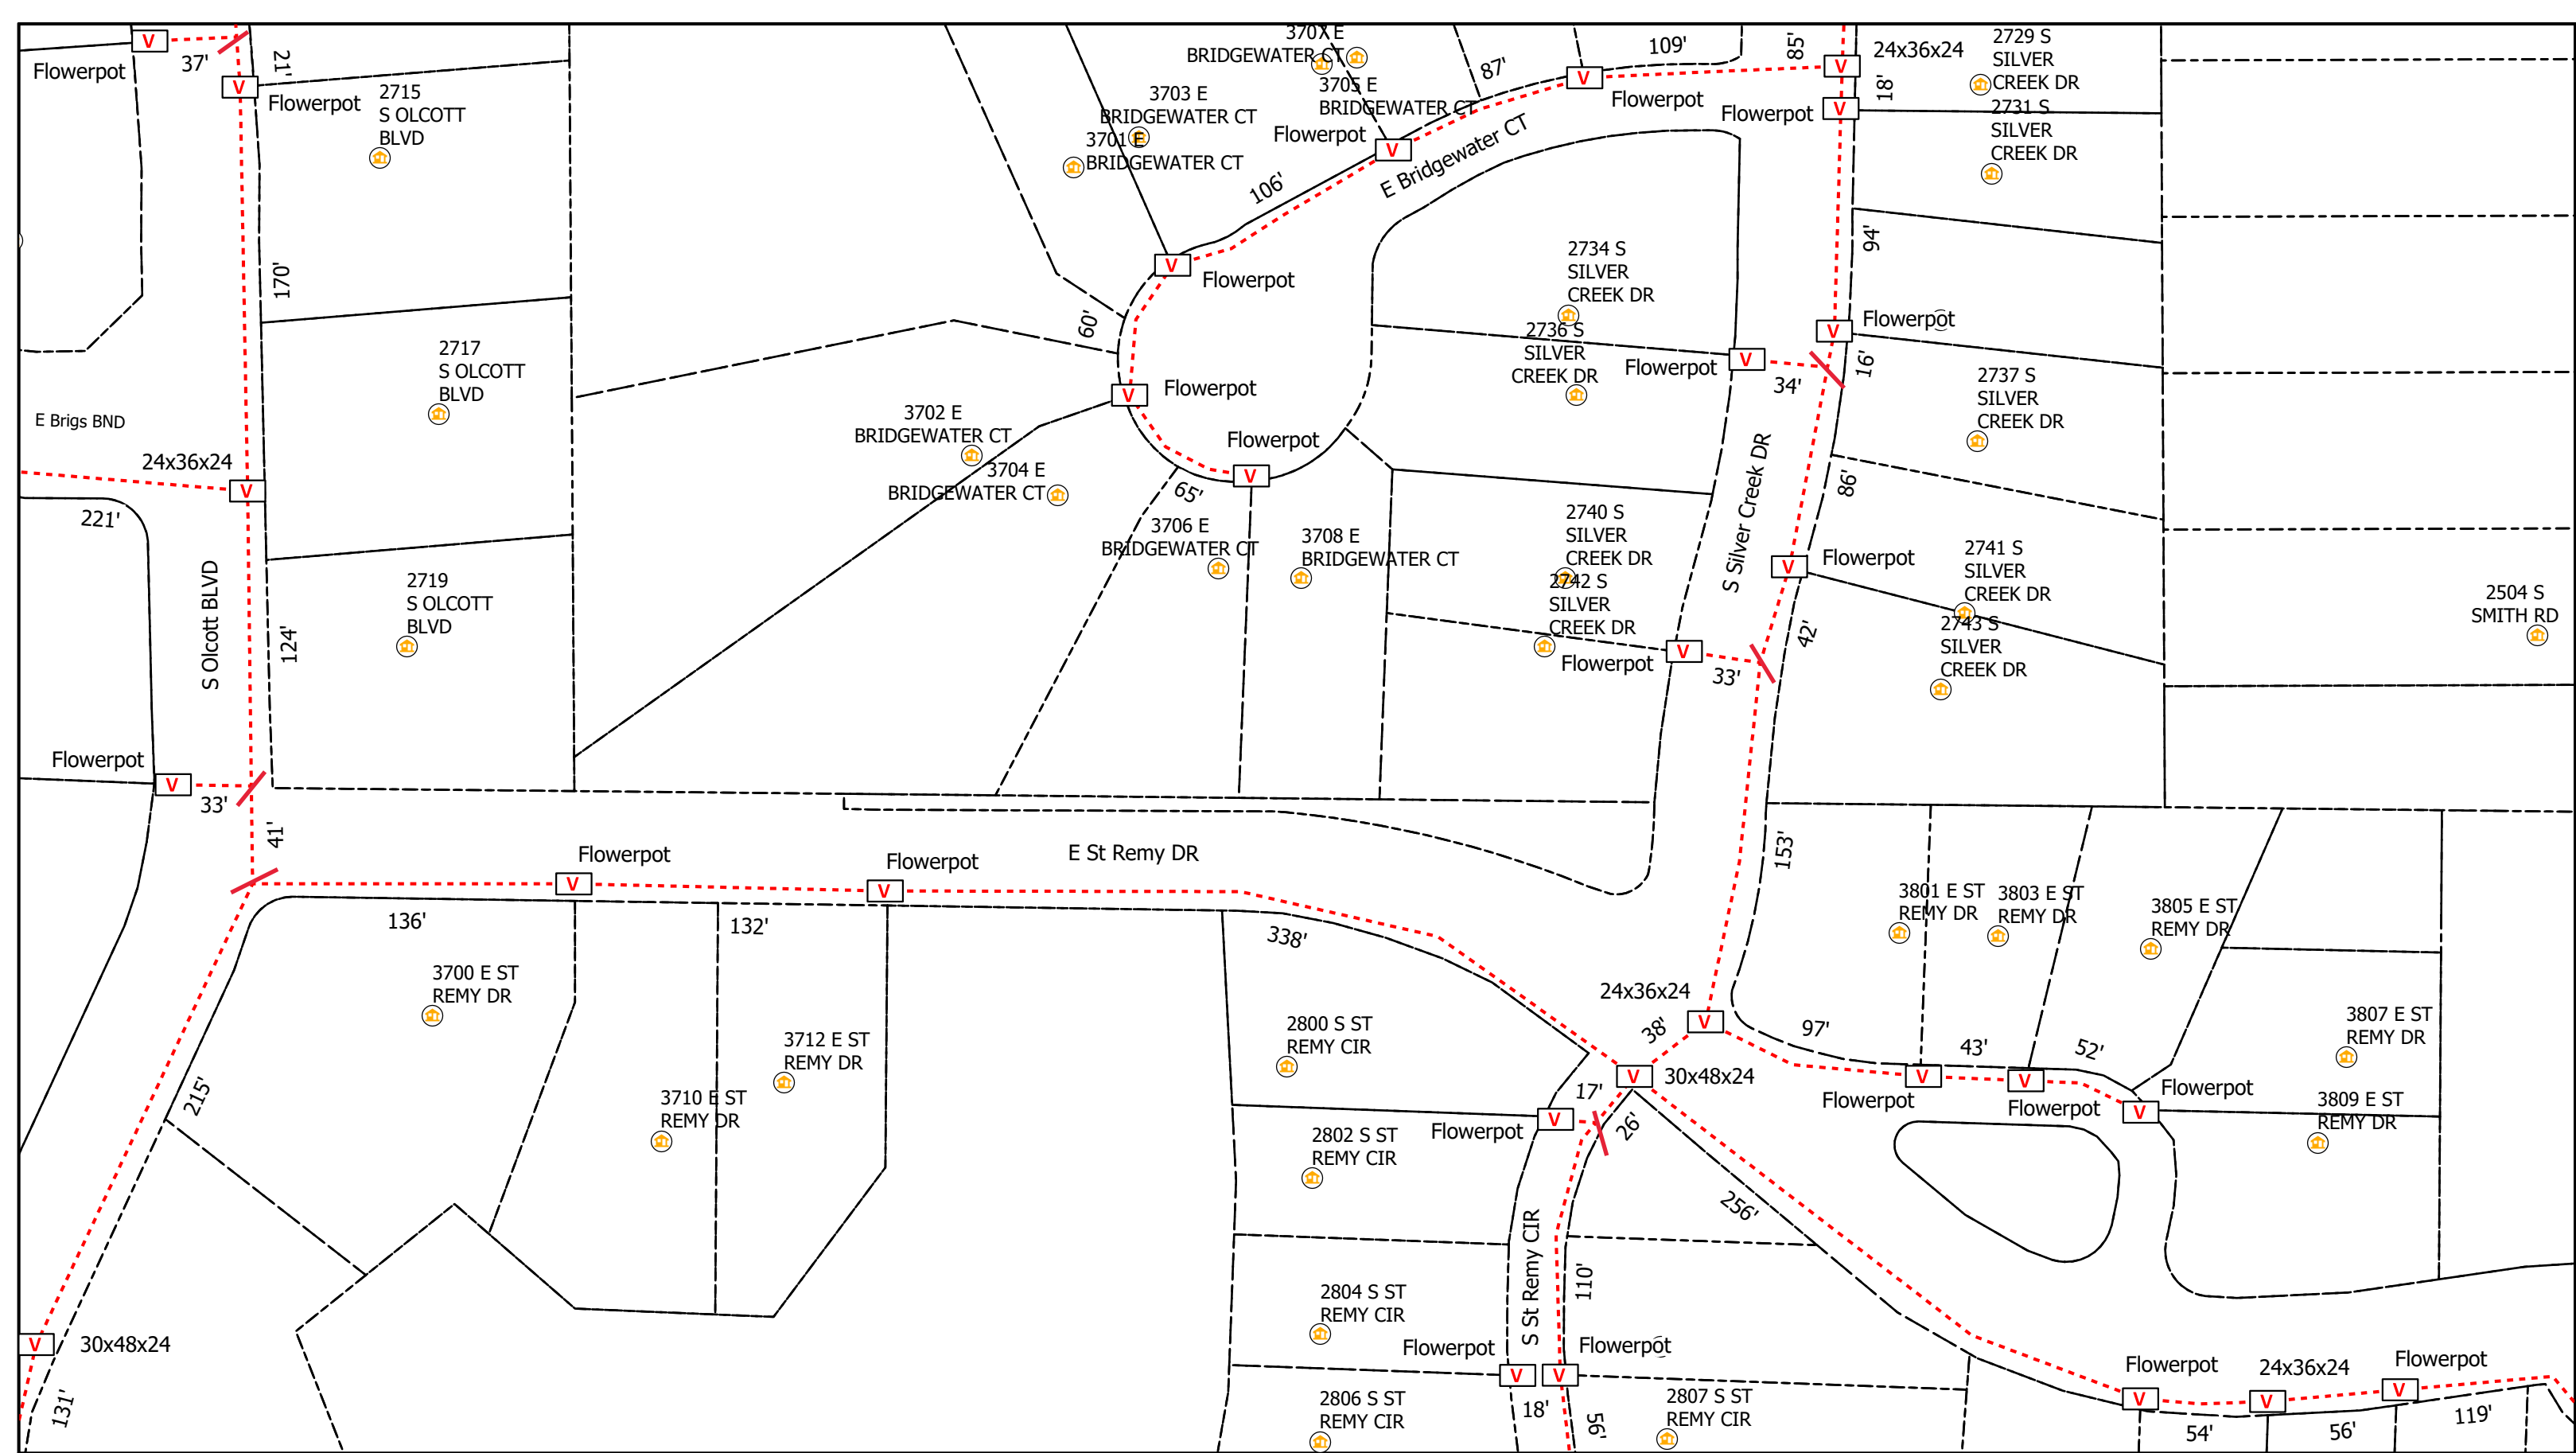 V
37'
Flowerpot
21'
V
Flowerpot
2715
S OLCOTT
BLVD
170'
2717
S OLCOTT
BLVD
E Brigs BND
24x36x24
V
221'
S Olcott BLVD
2719
S OLCOTT
BLVD
124'
Flowerpot
V
33'
41'
3707 E
BRIDGEWATER CT
3705 E
BRIDGEWATER CT
3703 E
BRIDGEWATER CT
3701 E
BRIDGEWATER CT
87'
109'
85'
V
Flowerpot
Flowerpot
V
E Bridgewater CT
106'
V
Flowerpot
60'
V
Flowerpot
Flowerpot
V
65'
3702 E
BRIDGEWATER CT
3704 E
BRIDGEWATER CT
3706 E
BRIDGEWATER CT
3708 E
BRIDGEWATER CT
V
24x36x24
18'
Flowerpot
V
2729 S
SILVER
CREEK DR
2731 S
SILVER
CREEK DR
94'
2734 S
SILVER
CREEK DR
2736 S
SILVER
CREEK DR
V
Flowerpot
Flowerpot
V
34'
16'
2737 S
SILVER
CREEK DR
86'
S Silver Creek DR
2740 S
SILVER
CREEK DR
2742 S
SILVER
CREEK DR
V
Flowerpot
2741 S
SILVER
CREEK DR
2743 S
SILVER
CREEK DR
42'
Flowerpot
V
33'
2504 S
SMITH RD
153'
Flowerpot
V
Flowerpot
V
E St Remy DR
136'
132'
338'
3700 E ST
REMY DR
3712 E ST
REMY DR
3710 E ST
REMY DR
215'
V
30x48x24
131'
3801 E ST
REMY DR
3803 E ST
REMY DR
3805 E ST
REMY DR
3807 E ST
REMY DR
3809 E ST
REMY DR
24x36x24
V
38'
97'
43'
52'
V
30x48x24
V
Flowerpot
V
Flowerpot
V
Flowerpot
2800 S ST
REMY CIR
17'
V
Flowerpot
26'
2802 S ST
REMY CIR
256'
S St Remy CIR
110'
2804 S ST
REMY CIR
Flowerpot
V
V
Flowerpot
2806 S ST
REMY CIR
18'
56'
2807 S ST
REMY CIR
Flowerpot
V
24x36x24
V
Flowerpot
V
54'
56'
119'